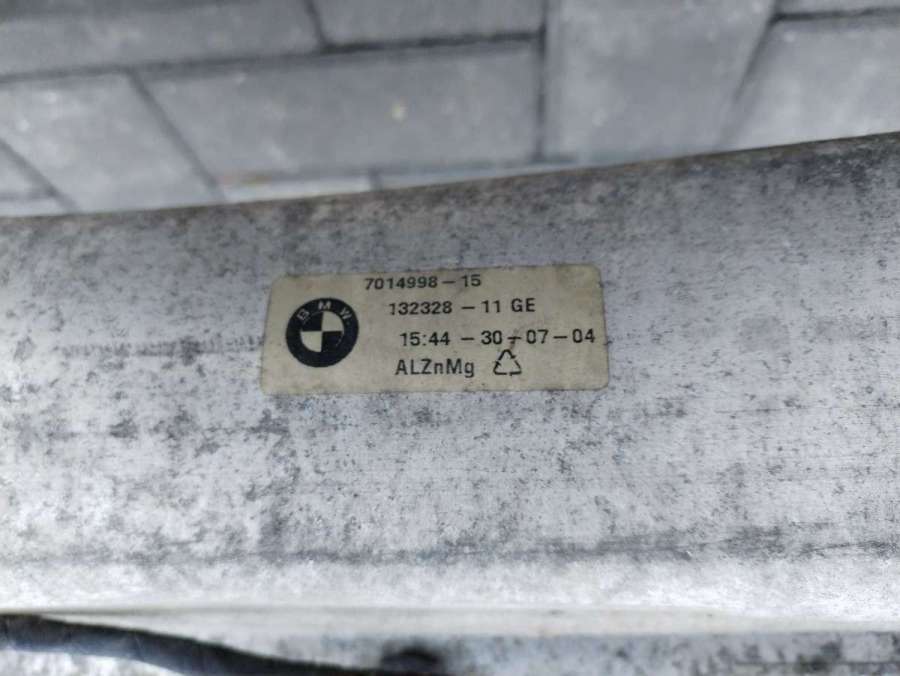 7014998-15
BMW
132328-11 GE
15:44-30-07-04
ALZnMg